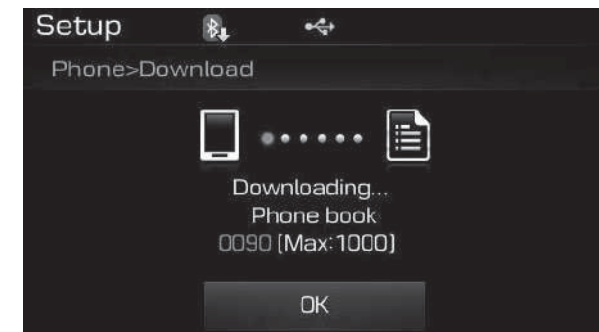 Setup
Phone>Download
Downloading...
Phone book
0090 (Max:1000)
OK